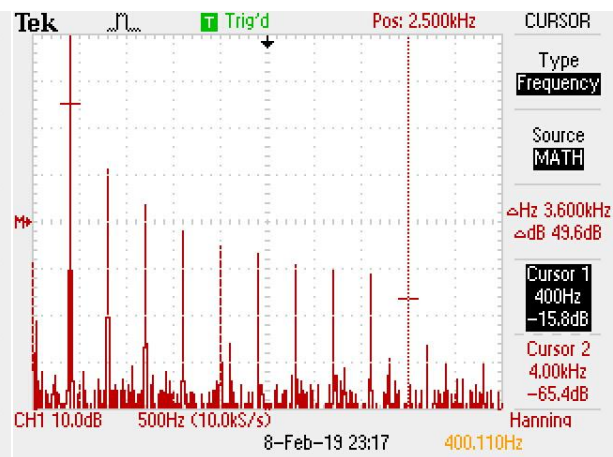 Tek T Trig'd Pos: 2.500kHz CURSOR
Type
Frequency
Source
MATH
M
△Hz 3.600kHz
△dB 49.6dB
Cursor 1
400Hz
-15.8dB
Cursor 2
4.00kHz
-65.4dB
CH1 10.0dB 500Hz (10.0kS/s) Hanning
8-Feb-19 23:17 400.110Hz